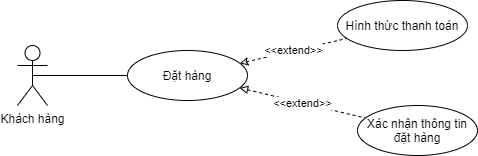 Hình thức thanh toán
<<extend>>
Đặt hàng
<<extend>>
Khách hàng
Xác nhận thông tin
đặt hàng